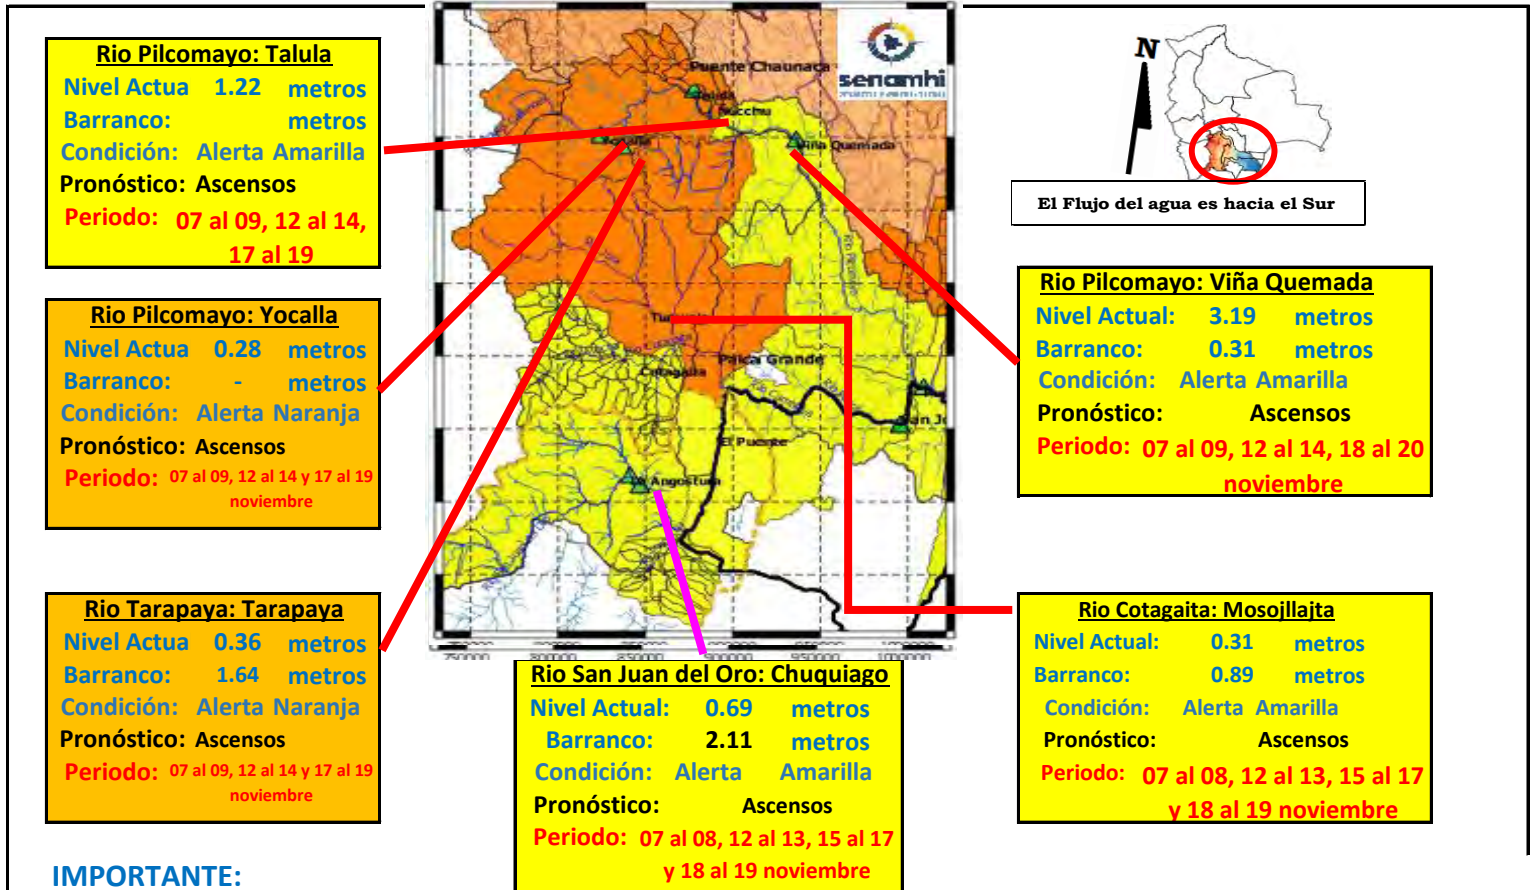 Rio Pilcomayo: Talula
Nivel Actua 1.22 metros
Barranco: metros
Condición: Alerta Amarilla
Pronóstico: Ascensos
Periodo: 07 al 09, 12 al 14,
17 al 19
Rio Pilcomayo: Yocalla
Nivel Actua 0.28 metros
Barranco: - metros
Condición: Alerta Naranja
Pronóstico: Ascensos
Periodo: 07 al 09, 12 al 14 y 17 al 19
noviembre
Rio Tarapaya: Tarapaya
Nivel Actua 0.36 metros
Barranco: 1.64 metros
Condición: Alerta Naranja
Pronóstico: Ascensos
Periodo: 07 al 09, 12 al 14 y 17 al 19
noviembre
IMPORTANTE:
senamhi
Puente Chaunaca
Viña Quemada
Palca Grande
Cotagaita
El Puente
Angostura
Rio San Juan del Oro: Chuquiago
Nivel Actual: 0.69 metros
Barranco: 2.11 metros
Condición: Alerta Amarilla
Pronóstico: Ascensos
Periodo: 07 al 08, 12 al 13, 15 al 17
y 18 al 19 noviembre
N
El Flujo del agua es hacia el Sur
Rio Pilcomayo: Viña Quemada
Nivel Actual: 3.19 metros
Barranco: 0.31 metros
Condición: Alerta Amarilla
Pronóstico: Ascensos
Periodo: 07 al 09, 12 al 14, 18 al 20
noviembre
Rio Cotagaita: Mosojllajta
Nivel Actual: 0.31 metros
Barranco: 0.89 metros
Condición: Alerta Amarilla
Pronóstico: Ascensos
Periodo: 07 al 08, 12 al 13, 15 al 17
y 18 al 19 noviembre